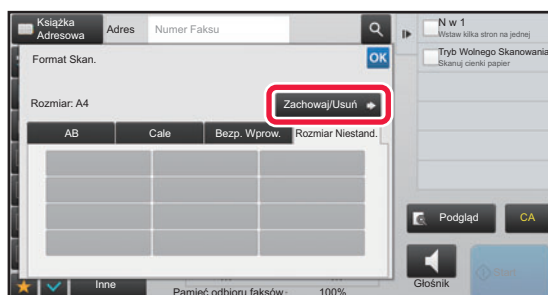 Książka
Adresowa
Adres
Numer Faksu
Format Skan.
OK
Rozmiar: A4
Zachowaj/Usuń
AB
Cale
Bezp. Wprow.
Rozmiar Niestand.
N w 1
Wstaw kilka stron na jednej
Tryb Wolnego Skanowania
Skanuj cienki papier
Podgląd
CA
Głośnik
Start
Inne
Pamięć odbioru faksów :
100%